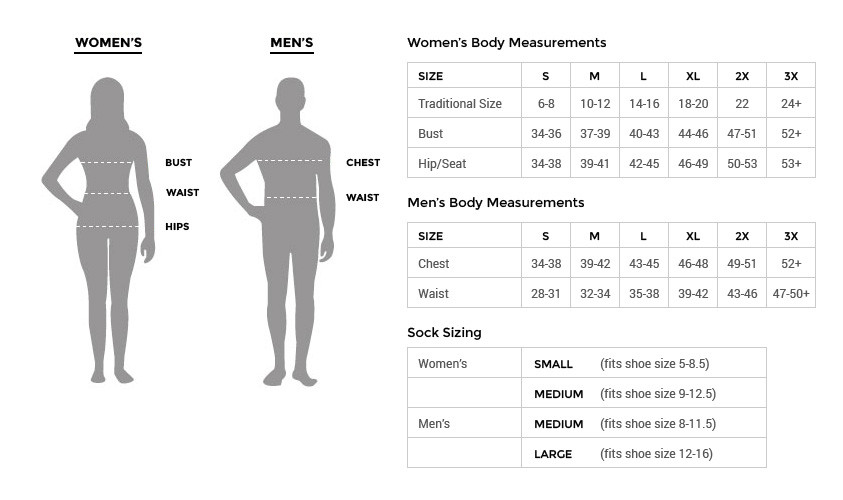 WOMEN'S
BUST
WAIST
HIPS
MEN'S
CHEST
WAIST
Women's Body Measurements
SIZE S M L XL 2X 3X
Traditional Size 6-8 10-12 14-16 18-20 22 24+
Bust 34-36 37-39 40-43 44-46 47-51 52+
Hip/Seat 34-38 39-41 42-45 46-49 50-53 53+
Men's Body Measurements
SIZE S M L XL 2X 3X
Chest 34-38 39-42 43-45 46-48 49-51 52+
Waist 28-31 32-34 35-38 39-42 43-46 47-50+
Sock Sizing
Women's SMALL (fits shoe size 5-8.5)
MEDIUM (fits shoe size 9-12.5)
Men's MEDIUM (fits shoe size 8-11.5)
LARGE (fits shoe size 12-16)